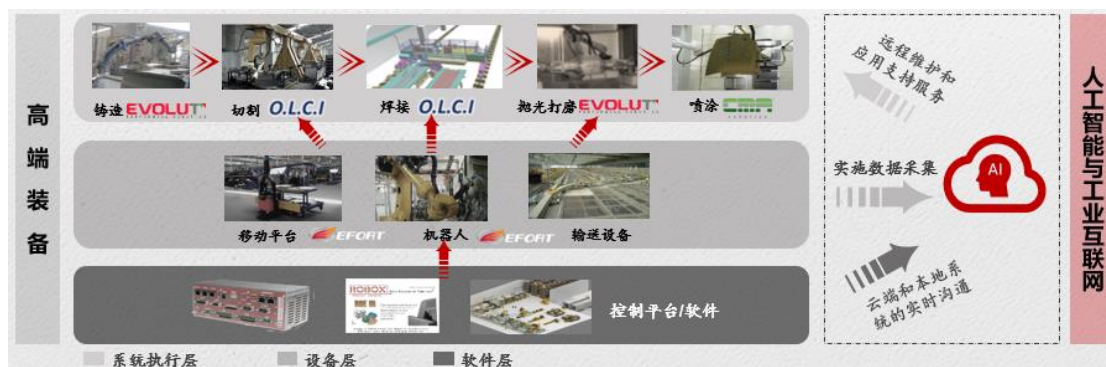 高端装备
铸造 EVOLUT
切割 O.L.C.I
焊接 O.L.C.I
抛光打磨 EVOLUT
喷涂 CMA
移动平台 EFORT
机器人 EFORT
输送设备
ROBOX
控制平台/软件
系统执行层
设备层
软件层
远程维护和
应用支持服务
实施数据采集
AI
云端和本地系
统的实时沟通
人工智能与工业互联网